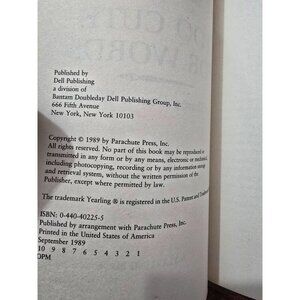 Published by
Dell Publishing
a division of
Bantam Doubleday Dell Publishing Group, Inc.
666 Fifth Avenue
New York, New York 10103
Copyright © 1989 by Parachute Press, Inc.
All rights reserved. No part of this book may be reproduced or
transmitted in any form or by any means, electronic or mechanical,
including photocopying, recording or by any information storage
and retrieval system, without the written permission of the
Publisher, except where permitted by law.
The trademark Yearling ® is registered in the U.S. Patent and Trademark
ISBN: 0-440-40225-5
Published by arrangement with Parachute Press, Inc.
Printed in the United States of America
September 1989
10 9 8 7 6 5 4 3 2 1
OPM